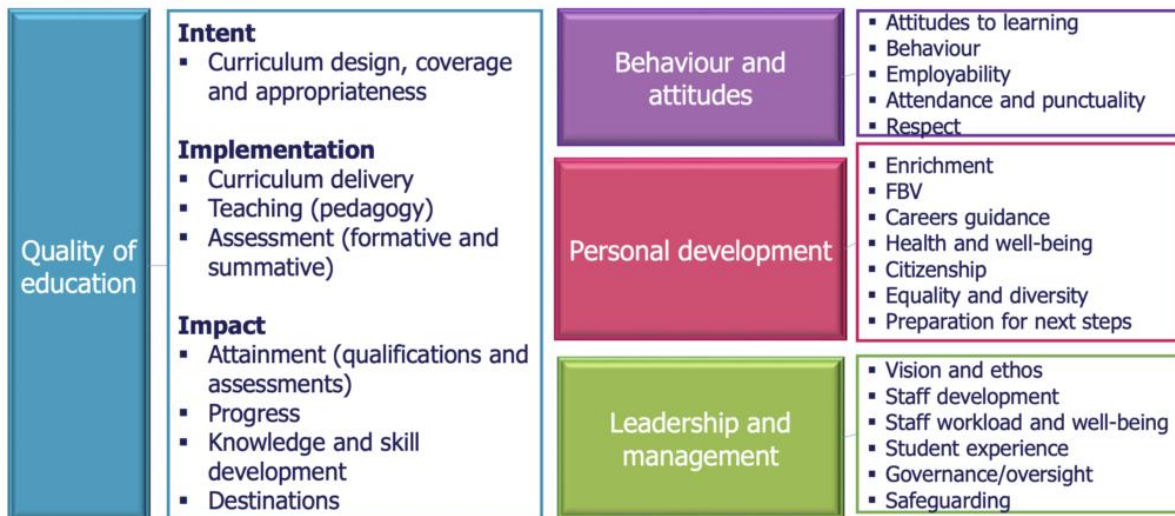 Quality of
education
Intent
▪ Curriculum design, coverage
and appropriateness
Implementation
▪ Curriculum delivery
▪ Teaching (pedagogy)
▪ Assessment (formative and
summative)
Impact
▪ Attainment (qualifications and
assessments)
▪ Progress
▪ Knowledge and skill
development
▪ Destinations
Behaviour and
attitudes
▪ Attitudes to learning
▪ Behaviour
▪ Employability
▪ Attendance and punctuality
▪ Respect
Personal development
▪ Enrichment
▪ FBV
▪ Careers guidance
▪ Health and well-being
▪ Citizenship
▪ Equality and diversity
▪ Preparation for next steps
Leadership and
management
▪ Vision and ethos
▪ Staff development
▪ Staff workload and well-being
▪ Student experience
▪ Governance/oversight
▪ Safeguarding